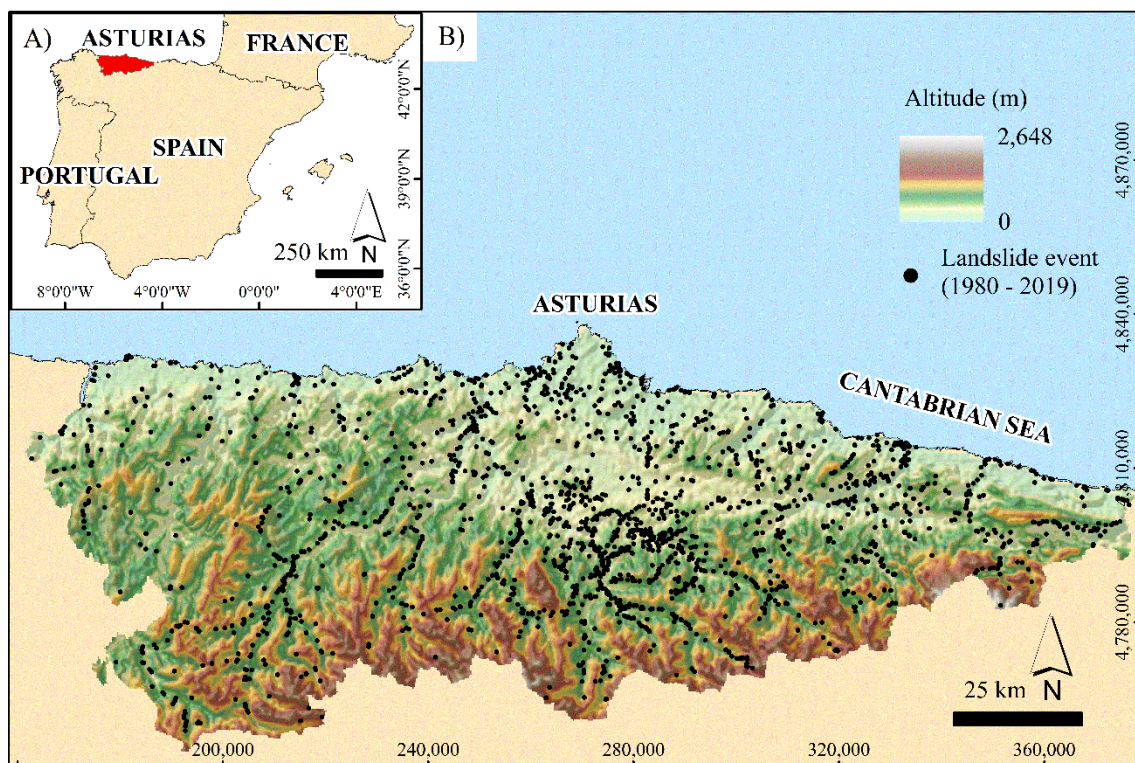 A)
ASTURIAS
FRANCE
SPAIN
PORTUGAL
250 km
N
42°0'0"N
39°0'0"N
36°0'0"N
8°0'0"W
4°0'0"W
0°0'0"
4°0'0"E
B)
Altitude (m)
2,648
0
Landslide event
(1980 - 2019)
ASTURIAS
CANTABRIAN SEA
4,870,000
4,840,000
4,810,000
4,780,000
25 km
N
200,000
240,000
280,000
320,000
360,000